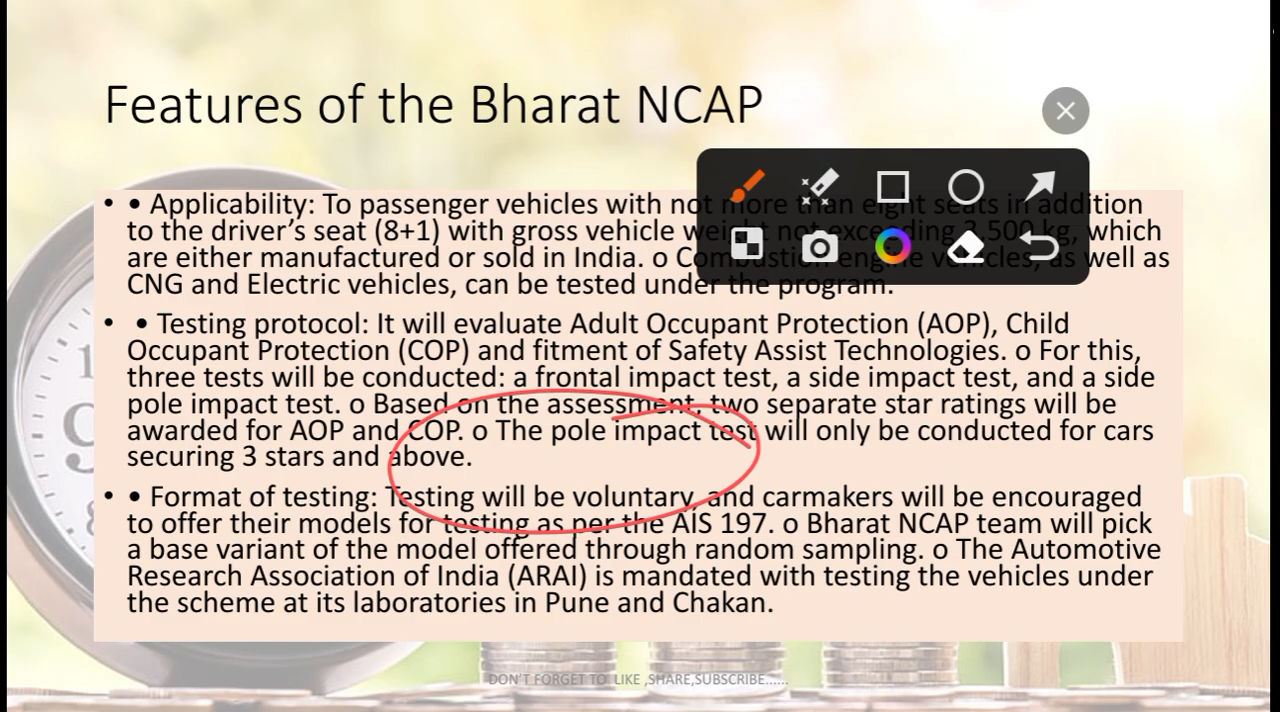 Features of the Bharat NCAP
• • Applicability: To passenger vehicles with not more than eight seats in addition
to the driver’s seat (8+1) with gross vehicle weight not exceeding 3,500 kg, which
are either manufactured or sold in India. o Combustion engine vehicles, as well as
CNG and Electric vehicles, can be tested under the program.
• • Testing protocol: It will evaluate Adult Occupant Protection (AOP), Child
Occupant Protection (COP) and fitment of Safety Assist Technologies. o For this,
three tests will be conducted: a frontal impact test, a side impact test, and a side
pole impact test. o Based on the assessment, two separate star ratings will be
awarded for AOP and COP. o The pole impact test will only be conducted for cars
securing 3 stars and above.
• • Format of testing: Testing will be voluntary, and carmakers will be encouraged
to offer their models for testing as per the AIS 197. o Bharat NCAP team will pick
a base variant of the model offered through random sampling. o The Automotive
Research Association of India (ARAI) is mandated with testing the vehicles under
the scheme at its laboratories in Pune and Chakan.
DON'T FORGET TO LIKE ,SHARE,SUBSCRIBE......